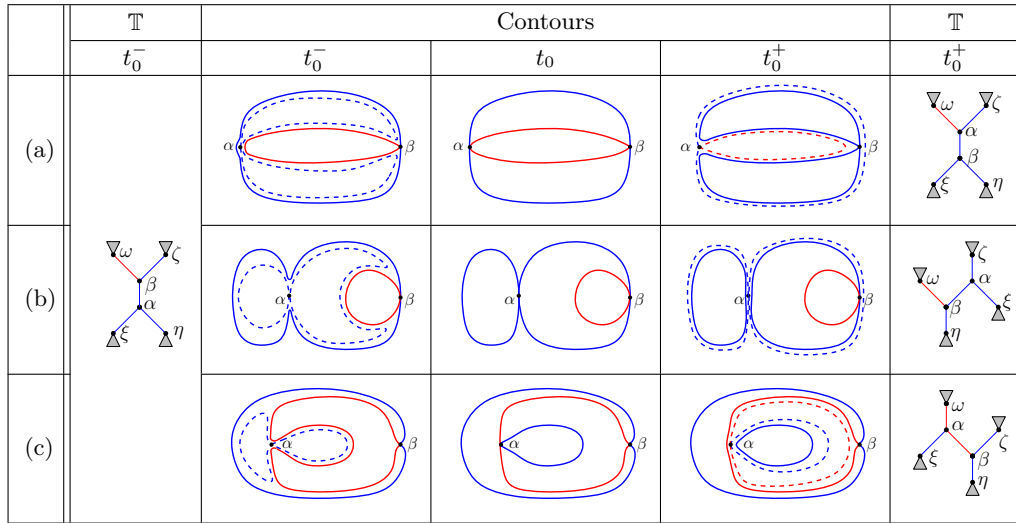 𝕋 Contours 𝕋
t₀⁻ t₀⁻ t₀ t₀⁺ t₀⁺
(a) α β α β α β ω ζ α β ξ η
ω ζ β α ξ η
(b) α β α β α β ζ ω α β ξ η
(c) α β α β α β ω α ζ ξ β η